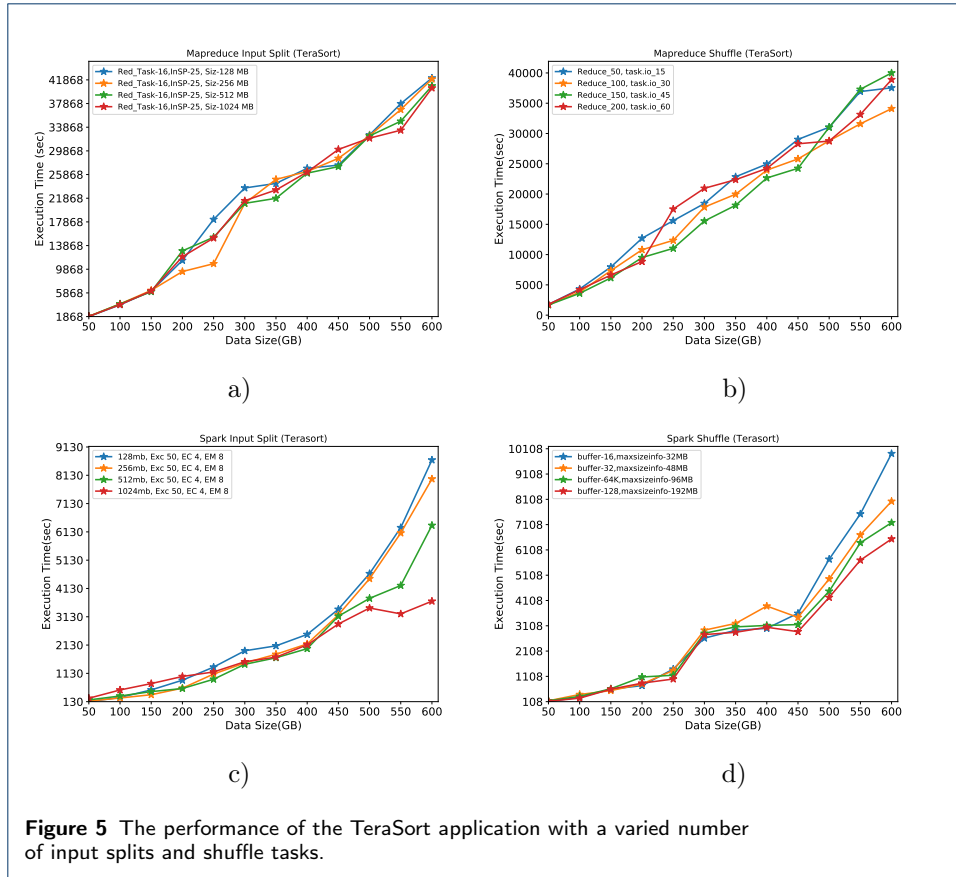 Mapreduce Input Split (TeraSort)
Red_Task-16,InSP-25, Siz-128 MB
Red_Task-16,InSP-25, Siz-256 MB
Red_Task-16,InSP-25, Siz-512 MB
Red_Task-16,InSP-25, Siz-1024 MB
41868
37868
33868
29868
25868
21868
17868
13868
9868
5868
1868
Execution Time (sec)
50 100 150 200 250 300 350 400 450 500 550 600
Data Size(GB)
a)
Mapreduce Shuffle (TeraSort)
Reduce_50, task.io_15
Reduce_100, task.io_30
Reduce_150, task.io_45
Reduce_200, task.io_60
40000
35000
30000
25000
20000
15000
10000
5000
0
Execution Time(sec)
50 100 150 200 250 300 350 400 450 500 550 600
Data Size(GB)
b)
Spark Input Split (Terasort)
128mb, Exc 50, EC 4, EM 8
256mb, Exc 50, EC 4, EM 8
512mb, Exc 50, EC 4, EM 8
1024mb, Exc 50, EC 4, EM 8
9130
8130
7130
6130
5130
4130
3130
2130
1130
130
Execution Time(sec)
50 100 150 200 250 300 350 400 450 500 550 600
Data Size(GB)
c)
Spark Shuffle (Terasort)
buffer-16,maxsizeinfo-32MB
buffer-32,maxsizeinfo-48MB
buffer-64K,maxsizeinfo-96MB
buffer-128,maxsizeinfo-192MB
10108
9108
8108
7108
6108
5108
4108
3108
2108
1108
108
Execution Time(sec)
50 100 150 200 250 300 350 400 450 500 550 600
Data Size(GB)
d)
Figure 5 The performance of the TeraSort application with a varied number
of input splits and shuffle tasks.